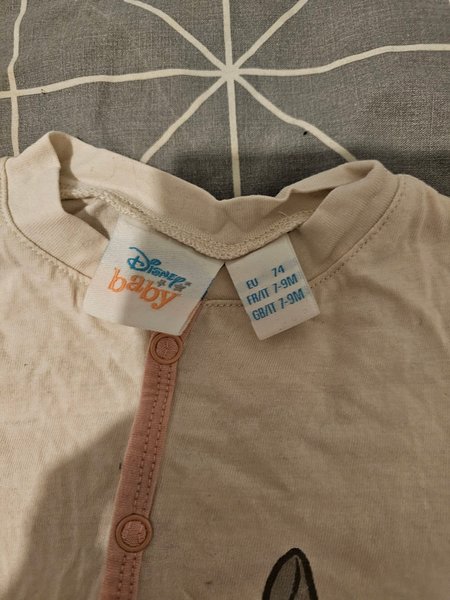 Disney
baby
EU 74
FR/IT 7-9M
GB/IT 7-9M